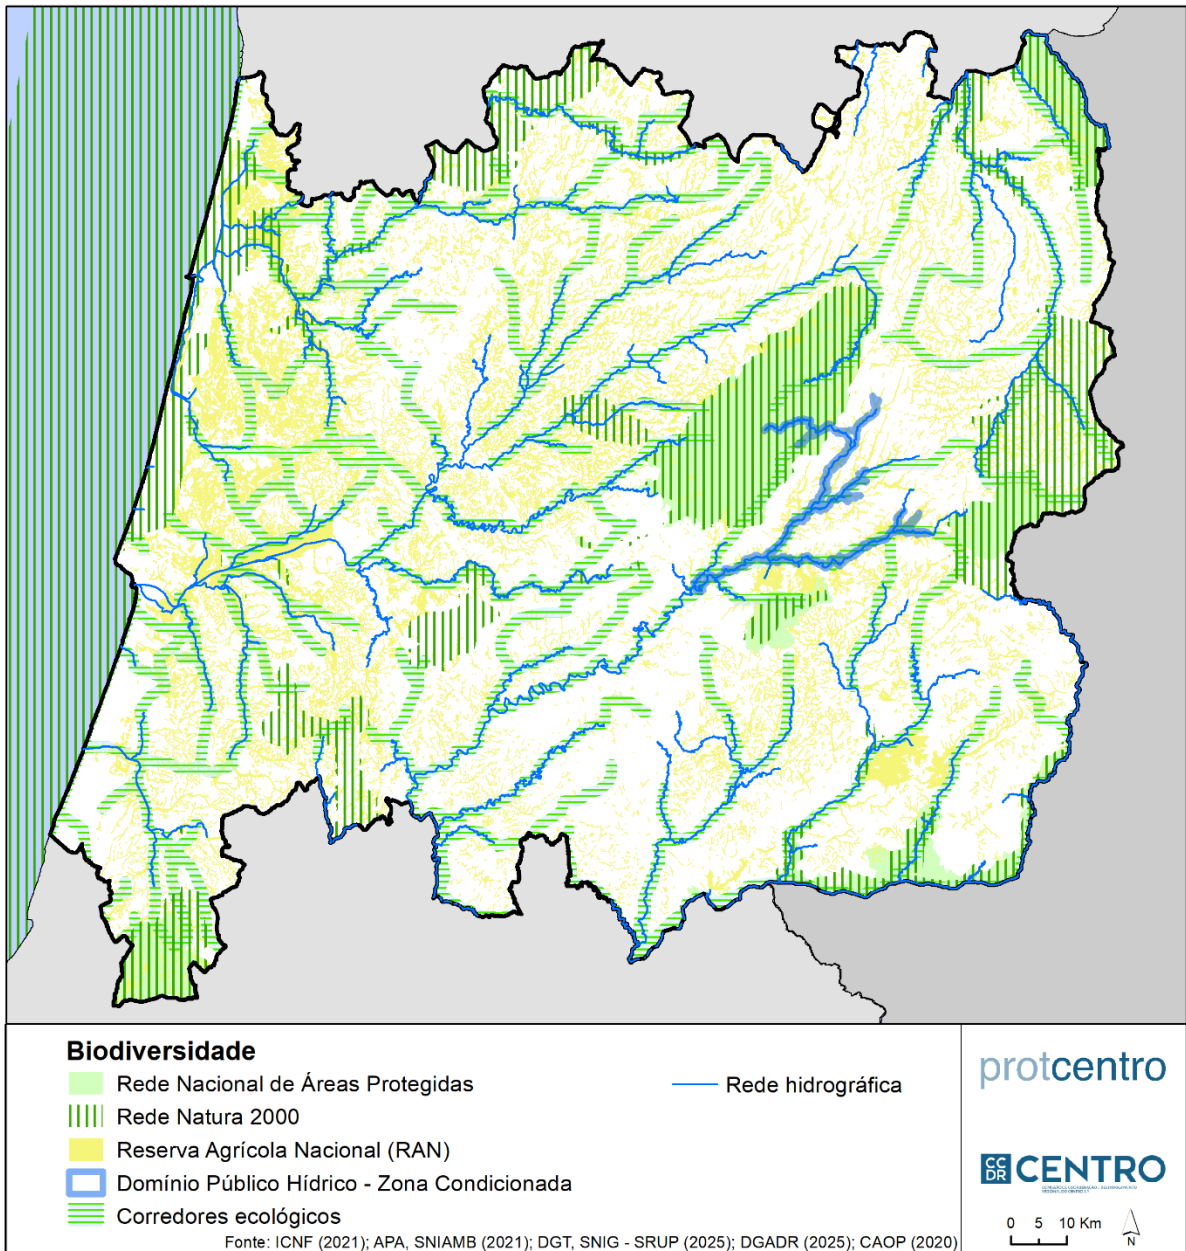 Biodiversidade
Rede Nacional de Áreas Protegidas
Rede Natura 2000
Reserva Agrícola Nacional (RAN)
Domínio Público Hídrico - Zona Condicionada
Corredores ecológicos
Rede hidrográfica
Fonte: ICNF (2021); APA, SNIAMB (2021); DGT, SNIG - SRUP (2025); DGADR (2025); CAOP (2020)
protcentro
CC DR CENTRO
0 5 10 Km
N